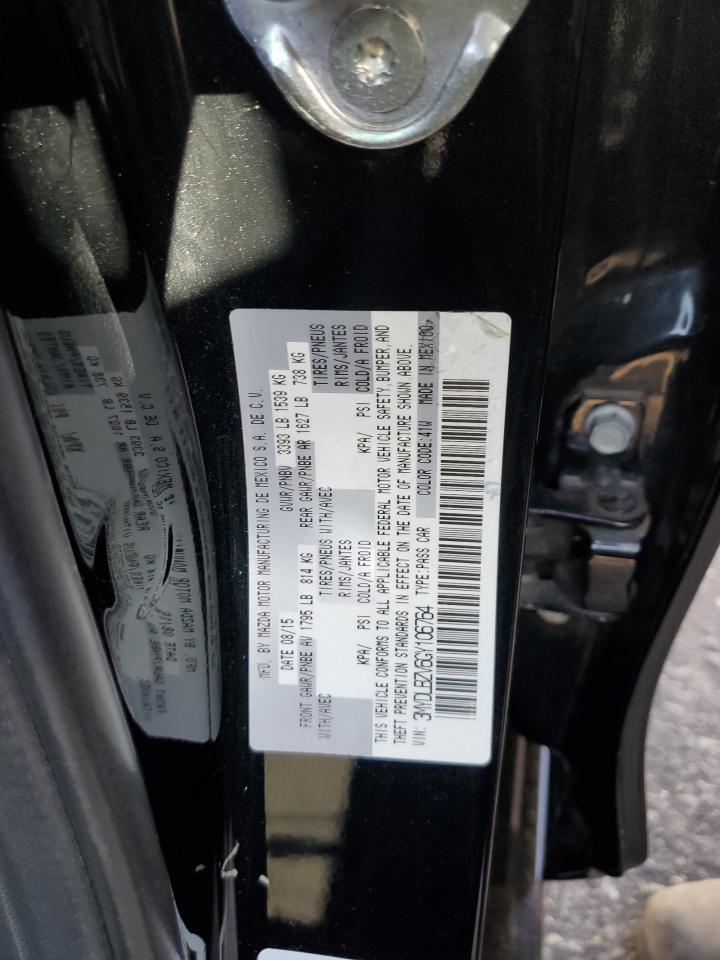 MFD. BY MAZDA MOTOR MANUFACTURING DE MEXICO S.A. DE C.V.
DATE 08/15 GVWR/PNBV 3393 LB 1539 KG
FRONT GAWR/PNBE AV 1795 LB 814 KG REAR GAWR/PNBE AR 1627 LB 738 KG
WITH/AVEC TIRES/PNEUS WITH/AVEC TIRES/PNEUS
RIMS/JANTES RIMS/JANTES
KPA/ PSI COLD/A FROID KPA/ PSI COLD/A FROID
THIS VEHICLE CONFORMS TO ALL APPLICABLE FEDERAL MOTOR VEHICLE SAFETY, BUMPER, AND
THEFT PREVENTION STANDARDS IN EFFECT ON THE DATE OF MANUFACTURE SHOWN ABOVE.
VIN: 3MYDLBZV6GY106764 TYPE:PASS CAR COLOR CODE:41W MADE IN MEXICO